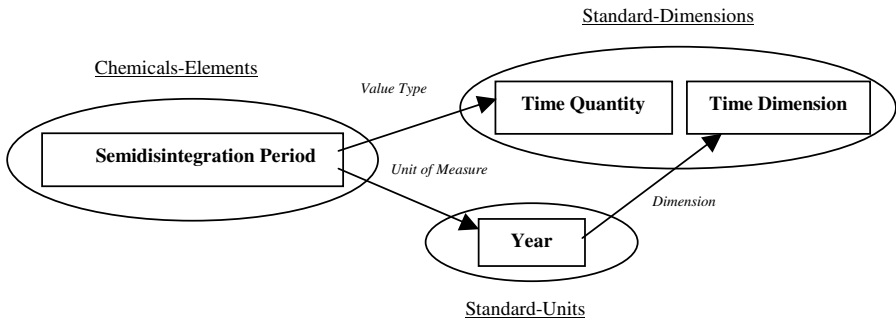 Standard-Dimensions
Chemicals-Elements
Value Type
Time Quantity
Time Dimension
Semidisintegration Period
Unit of Measure
Dimension
Year
Standard-Units